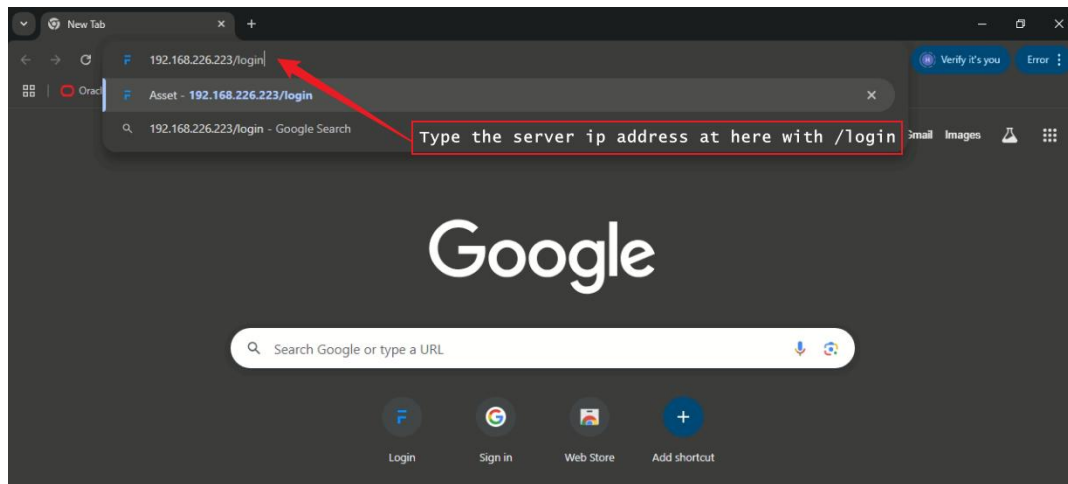 New Tab
192.168.226.223/login
Verify it's you
Error
Asset - 192.168.226.223/login
192.168.226.223/login - Google Search
Type the server ip address at here with /login
Images
Google
Search Google or type a URL
Login
Sign in
Web Store
Add shortcut